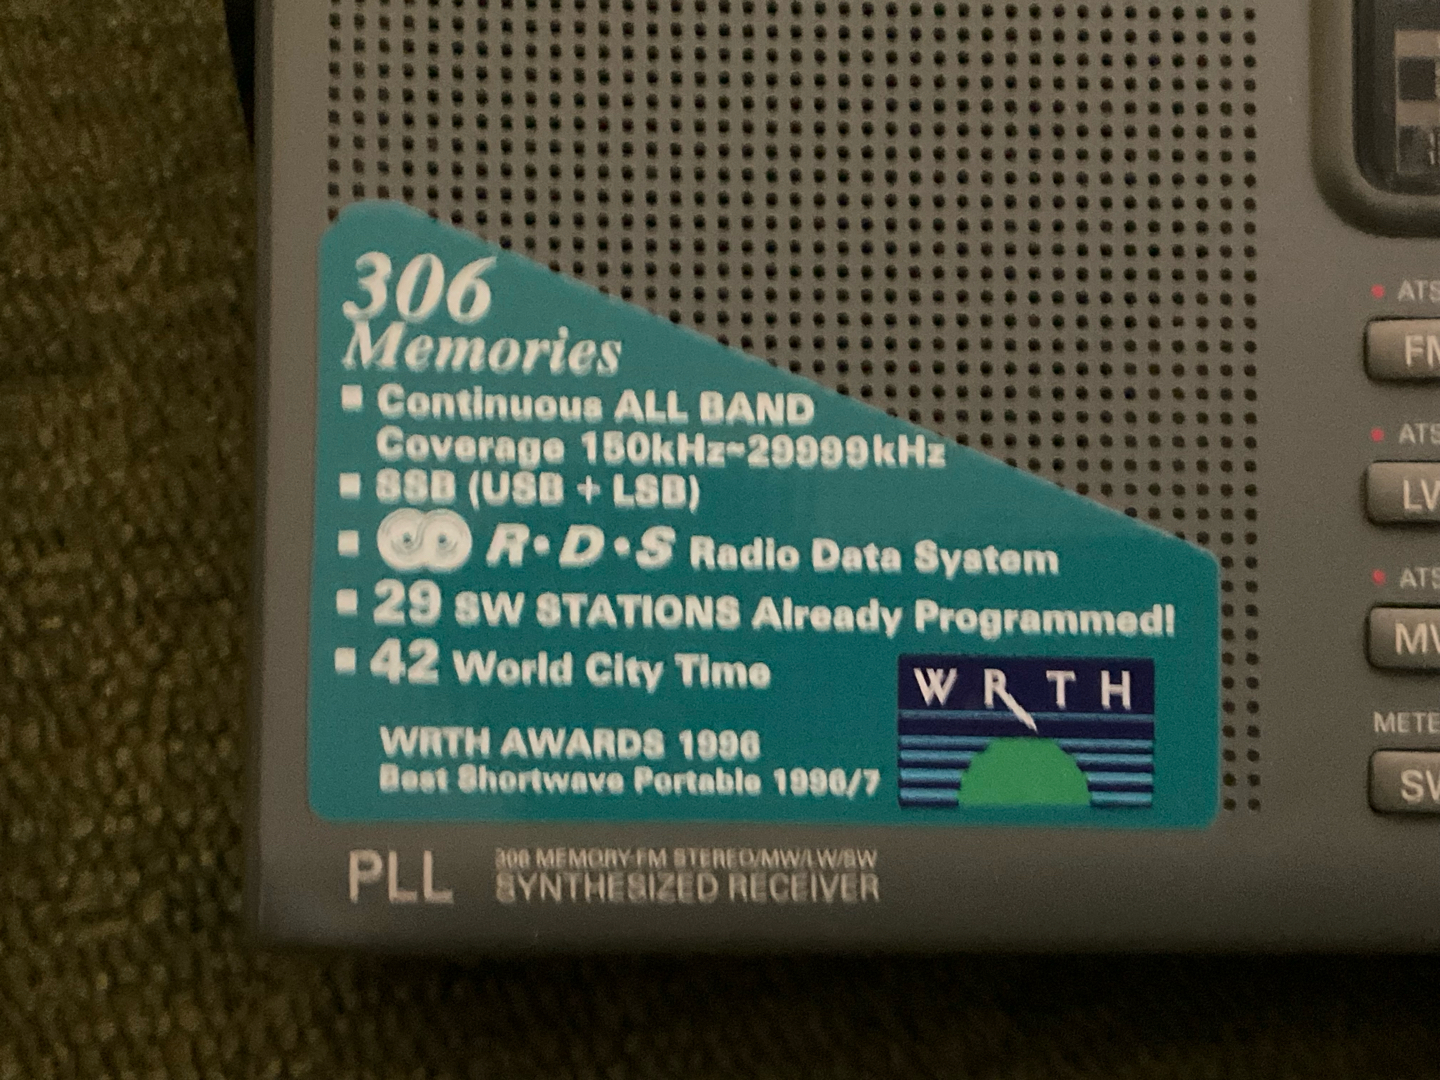 306
Memories
Continuous ALL BAND
Coverage 150kHz~29999kHz
SSB (USB + LSB)
R•D•S Radio Data System
29 SW STATIONS Already Programmed!
42 World City Time
WRTH AWARDS 1996
Best Shortwave Portable 1996/7
WRTH
PLL
306 MEMORY FM STEREO/MW/LW/SW
SYNTHESIZED RECEIVER
ATS
FM
ATS
LW
ATS
MW
METE
SW